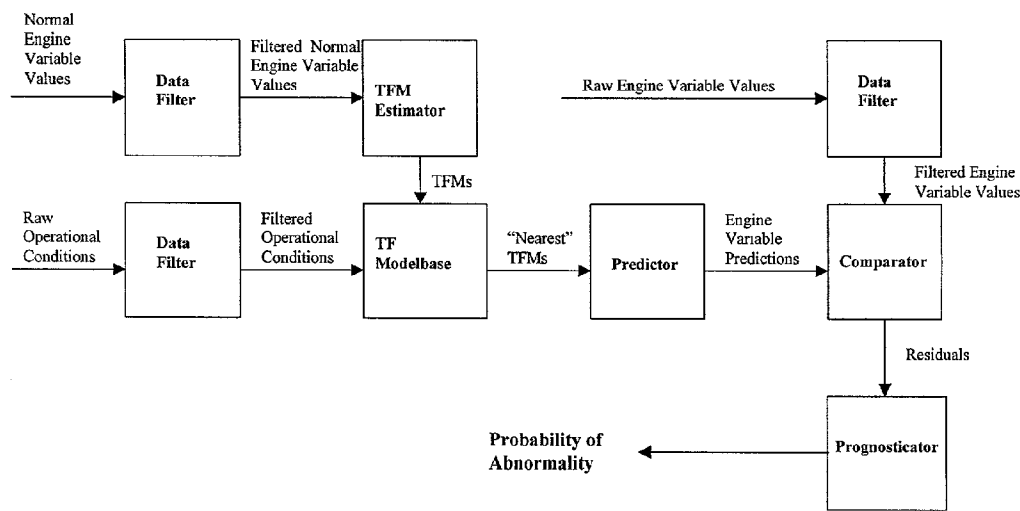 Normal
Engine
Variable
Values
Data
Filter
Filtered Normal
Engine Variable
Values
TFM
Estimator
Raw Engine Variable Values
Data
Filter
TFMs
Filtered Engine
Variable Values
Raw
Operational
Conditions
Data
Filter
Filtered
Operational
Conditions
TF
Modelbase
“Nearest”
TFMs
Predictor
Engine
Variable
Predictions
Comparator
Residuals
Probability of
Abnormality
Prognosticator